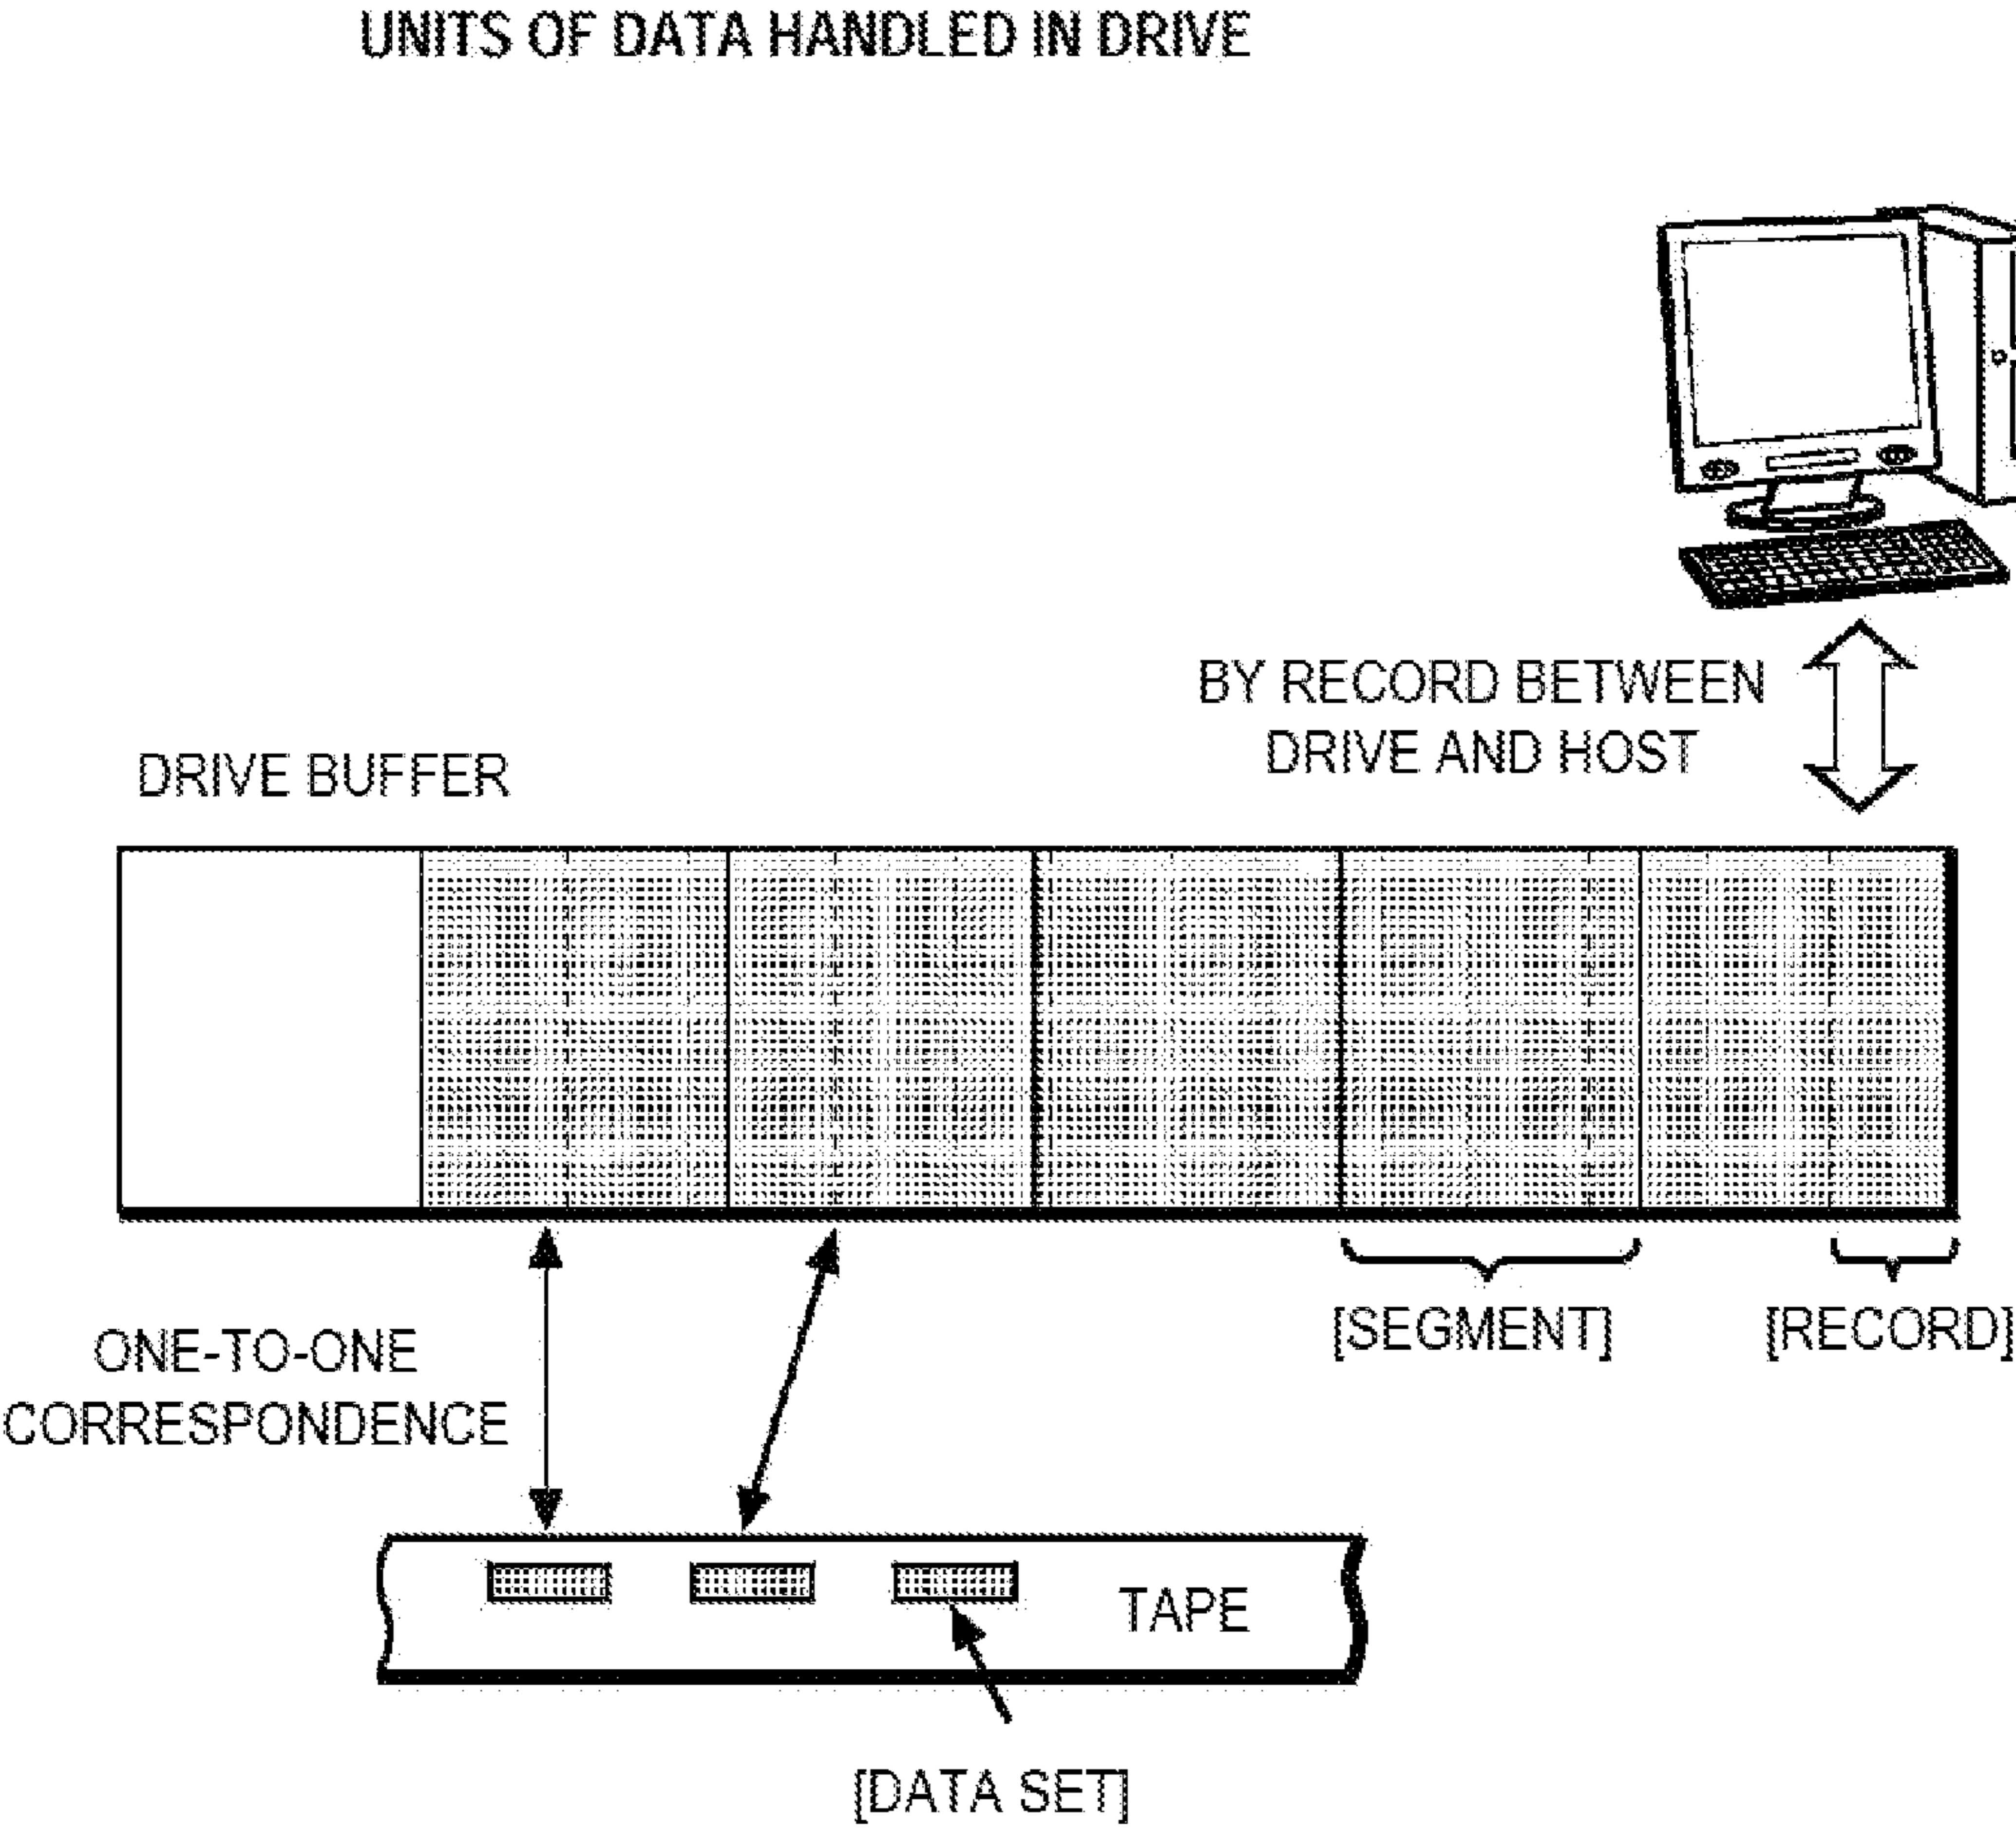 UNITS OF DATA HANDLED IN DRIVE
BY RECORD BETWEEN
DRIVE AND HOST
DRIVE BUFFER
[SEGMENT]
[RECORD]
ONE-TO-ONE
CORRESPONDENCE
TAPE
[DATA SET]